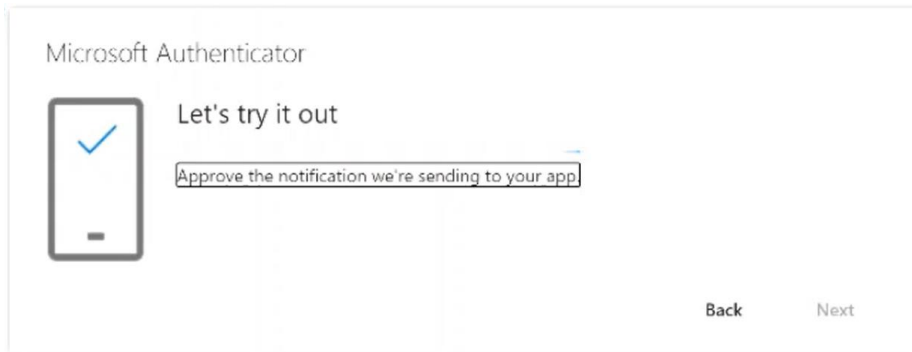 Microsoft Authenticator
Let's try it out
Approve the notification we're sending to your app.
Back
Next